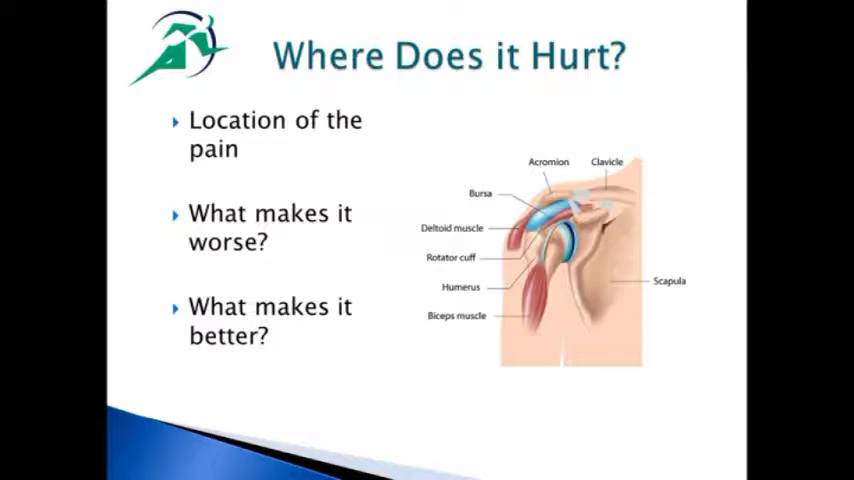 Where Does it Hurt?
Location of the
pain
What makes it
worse?
What makes it
better?
Acromion
Clavicle
Bursa
Deltoid muscle
Rotator cuff
Humerus
Scapula
Biceps muscle